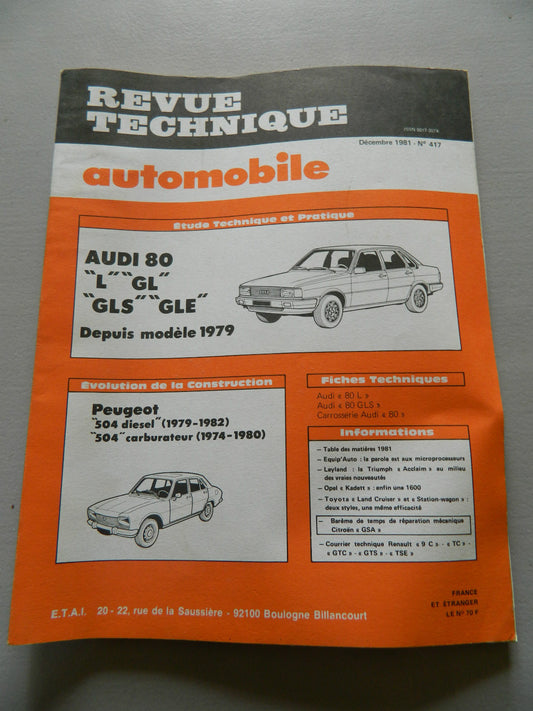 REVUE
TECHNIQUE
ISSN 0017-307X
Décembre 1981 - N° 417
automobile
Étude Technique et Pratique
AUDI 80
"L" "GL"
"GLS" "GLE"
Depuis modèle 1979
Évolution de la Construction
Peugeot
"504 diesel" (1979-1982)
"504" carburateur (1974-1980)
Fiches Techniques
Audi « 80 L »
Audi « 80 GLS »
Carrosserie Audi « 80 »
Informations
— Table des matières 1981
— Equip'Auto : la parole est aux microprocesseurs
— Leyland : la Triumph « Acclaim » au milieu
des vraies nouveautés
— Opel « Kadett » : enfin une 1600
— Toyota « Land Cruiser » et « Station-wagon » :
deux styles, une même efficacité
— Barème de temps de réparation mécanique
Citroën « GSA »
— Courrier technique Renault « 9 C » - « TC » -
« GTC » - « GTS » - « TSE »
FRANCE
ET ÉTRANGER
LE N° 70 F
E.T.A.I. 20 - 22, rue de la Saussière - 92100 Boulogne Billancourt